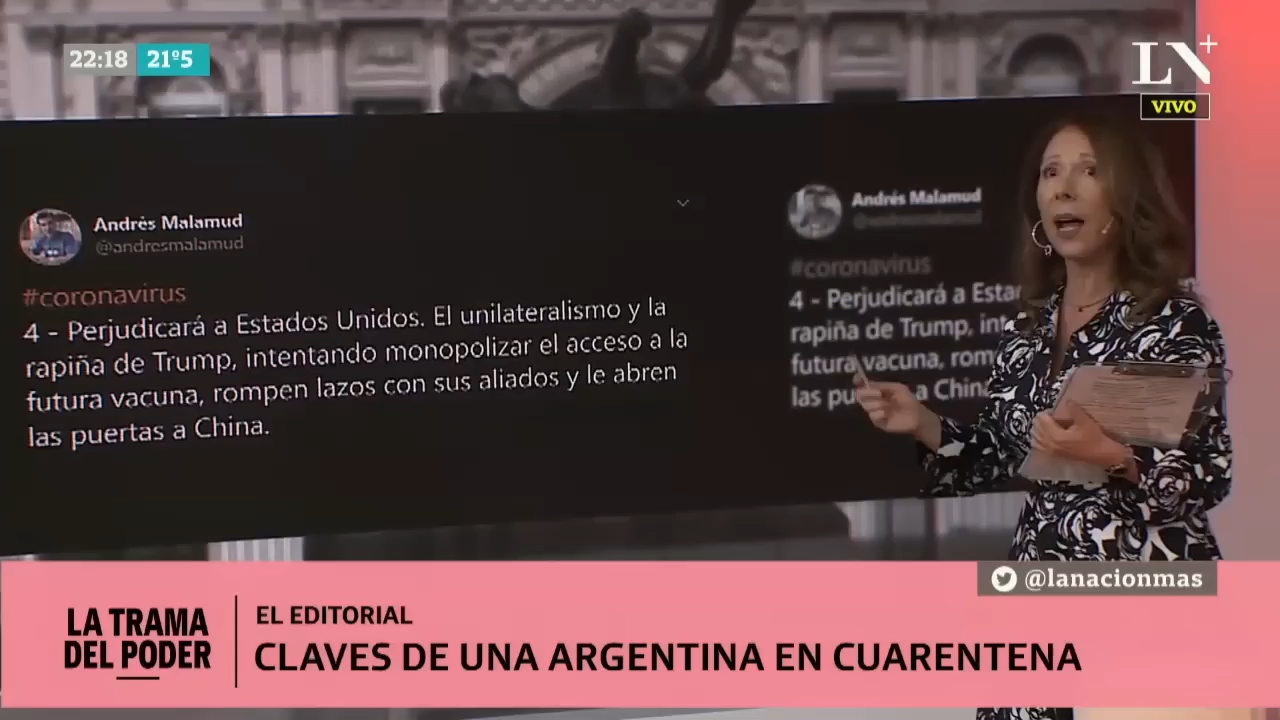 22:18 21º5
LN+
VIVO
Andrés Malamud
@andresmalamud
#coronavirus
4 - Perjudicará a Estados Unidos. El unilateralismo y la
rapiña de Trump, intentando monopolizar el acceso a la
futura vacuna, rompen lazos con sus aliados y le abren
las puertas a China.
Andrés Malamud
@andresmalamud
#coronavirus
4 - Perjudicará a Esta
rapiña de Trump, int
futura vacuna, rom
las pu a China
@lanacionmas
LA TRAMA
DEL PODER
EL EDITORIAL
CLAVES DE UNA ARGENTINA EN CUARENTENA